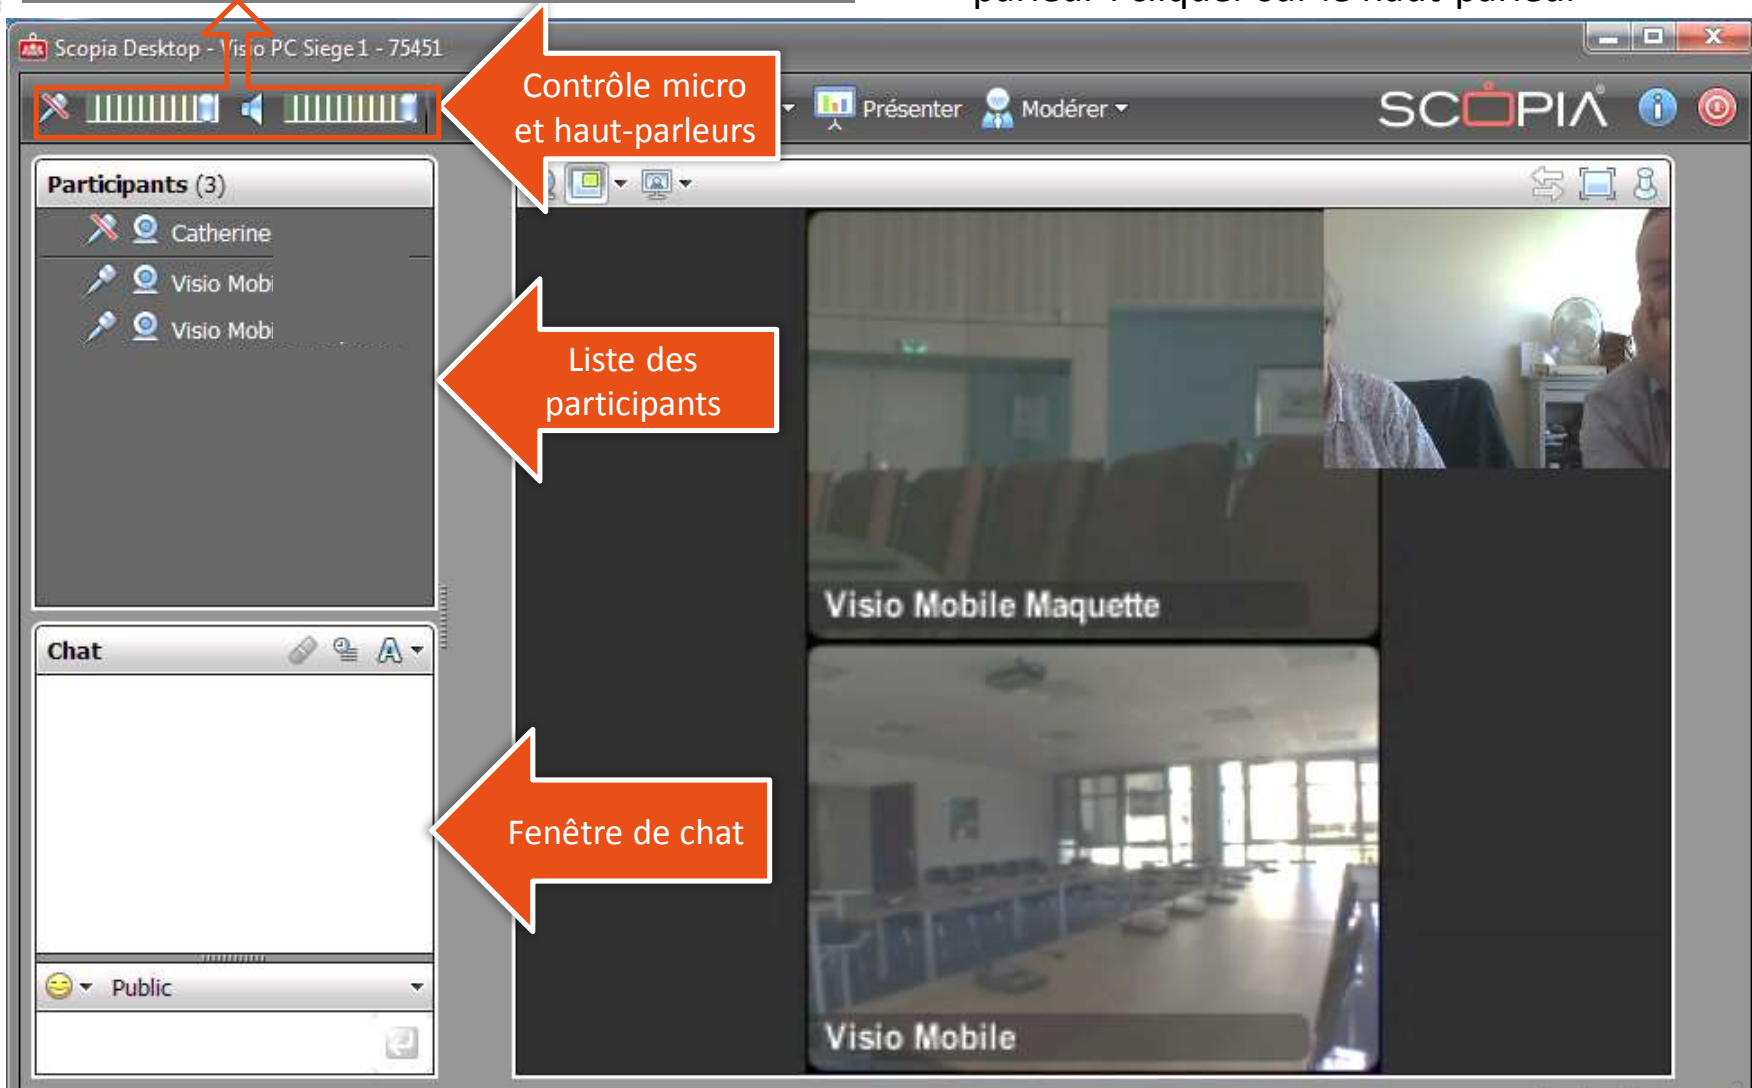 Scopia Desktop - Visio PC Siege 1 - 75451
Contrôle micro
et haut-parleurs
Présenter
Modérer
SCOPIA
Participants (3)
Catherine
Visio Mobi
Visio Mobi
Liste des
participants
Visio Mobile Maquette
Chat
Fenêtre de chat
Public
Visio Mobile